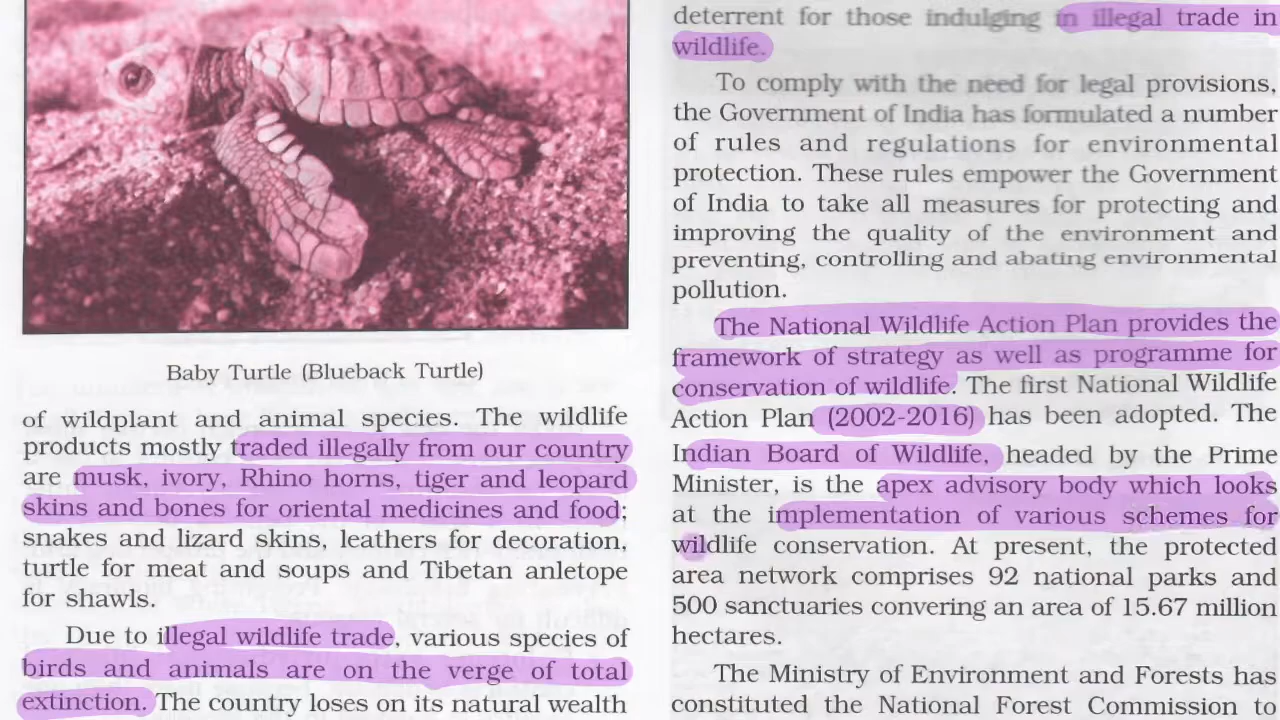 Baby Turtle (Blueback Turtle)
of wildplant and animal species. The wildlife
products mostly traded illegally from our country
are musk, ivory, Rhino horns, tiger and leopard
skins and bones for oriental medicines and food;
snakes and lizard skins, leathers for decoration,
turtle for meat and soups and Tibetan anletope
for shawls.
Due to illegal wildlife trade, various species of
birds and animals are on the verge of total
extinction. The country loses on its natural wealth
deterrent for those indulging in illegal trade in
wildlife.
To comply with the need for legal provisions,
the Government of India has formulated a number
of rules and regulations for environmental
protection. These rules empower the Government
of India to take all measures for protecting and
improving the quality of the environment and
preventing, controlling and abating environmental
pollution.
The National Wildlife Action Plan provides the
framework of strategy as well as programme for
conservation of wildlife. The first National Wildlife
Action Plan (2002-2016) has been adopted. The
Indian Board of Wildlife, headed by the Prime
Minister, is the apex advisory body which looks
at the implementation of various schemes for
wildlife conservation. At present, the protected
area network comprises 92 national parks and
500 sanctuaries convering an area of 15.67 million
hectares.
The Ministry of Environment and Forests has
constituted the National Forest Commission to